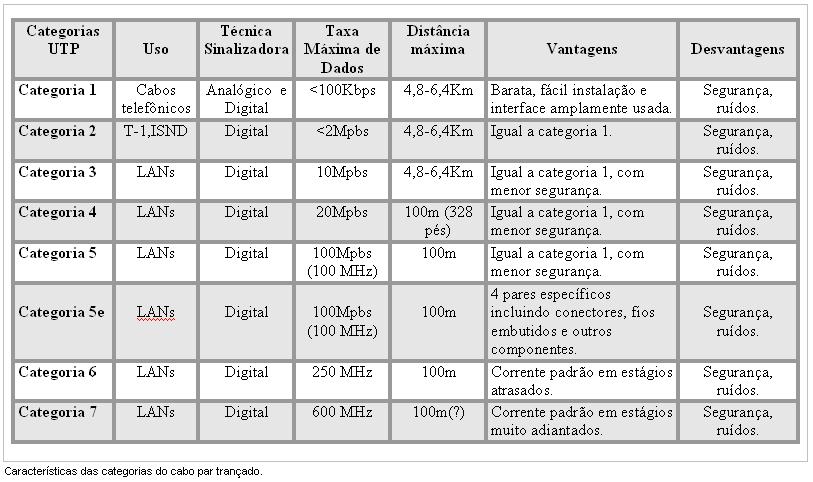 Categorias UTP | Uso | Técnica Sinalizadora | Taxa Máxima de Dados | Distância máxima | Vantagens | Desvantagens
Categoria 1 | Cabos telefônicos | Analógico e Digital | <100Kbps | 4,8-6,4Km | Barata, fácil instalação e interface amplamente usada. | Segurança, ruídos.
Categoria 2 | T-1,ISND | Digital | <2Mpbs | 4,8-6,4Km | Igual a categoria 1. | Segurança, ruídos.
Categoria 3 | LANs | Digital | 10Mpbs | 4,8-6,4Km | Igual a categoria 1, com menor segurança. | Segurança, ruídos.
Categoria 4 | LANs | Digital | 20Mpbs | 100m (328 pés) | Igual a categoria 1, com menor segurança. | Segurança, ruídos.
Categoria 5 | LANs | Digital | 100Mpbs (100 MHz) | 100m | Igual a categoria 1, com menor segurança. | Segurança, ruídos.
Categoria 5e | LANs | Digital | 100Mpbs (100 MHz) | 100m | 4 pares específicos incluindo conectores, fios embutidos e outros componentes. | Segurança, ruídos.
Categoria 6 | LANs | Digital | 250 MHz | 100m | Corrente padrão em estágios atrasados. | Segurança, ruídos.
Categoria 7 | LANs | Digital | 600 MHz | 100m(?) | Corrente padrão em estágios muito adiantados. | Segurança, ruídos.
Características das categorias do cabo par trançado.